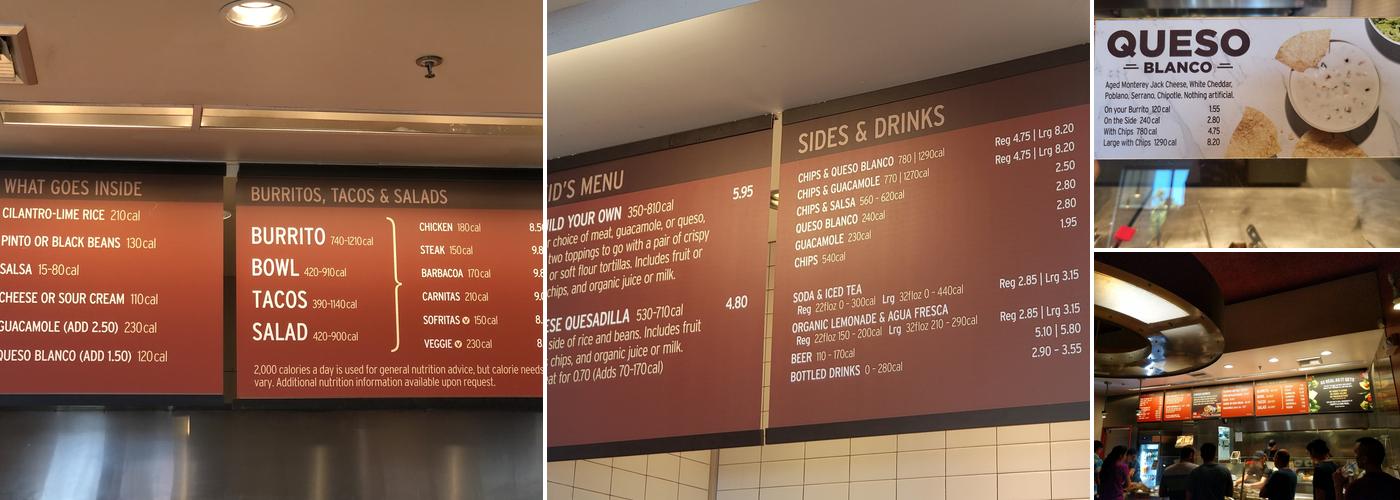 WHAT GOES INSIDE
CILANTRO-LIME RICE 210cal
PINTO OR BLACK BEANS 130cal
SALSA 15-80cal
CHEESE OR SOUR CREAM 110cal
GUACAMOLE (ADD 2.50) 230cal
QUESO BLANCO (ADD 1.50) 120cal
BURRITOS, TACOS & SALADS
BURRITO 740-1210cal
BOWL 420-910cal
TACOS 390-1140cal
SALAD 420-900cal
CHICKEN 180cal 8.50
STEAK 150cal 9.8
BARBACOA 170cal 9.8
CARNITAS 210cal 9.0
SOFRITAS V 150cal 8.
VEGGIE V 230cal 8.
2,000 calories a day is used for general nutrition advice, but calorie needs
vary. Additional nutrition information available upon request.
ID'S MENU
ILD YOUR OWN 350-810cal 5.95
r choice of meat, guacamole, or queso,
two toppings to go with a pair of crispy
or soft flour tortillas. Includes fruit or
chips, and organic juice or milk.
ESE QUESADILLA 530-710cal 4.80
side of rice and beans. Includes fruit
chips, and organic juice or milk.
eat for 0.70 (Adds 70-170cal)
SIDES & DRINKS
CHIPS & QUESO BLANCO 780 | 1290cal Reg 4.75 | Lrg 8.20
CHIPS & GUACAMOLE 770 | 1270cal Reg 4.75 | Lrg 8.20
CHIPS & SALSA 560 - 620cal 2.50
QUESO BLANCO 240cal 2.80
GUACAMOLE 230cal 2.80
CHIPS 540cal 1.95
SODA & ICED TEA Reg 2.85 | Lrg 3.15
Reg 22floz 0 - 300cal Lrg 32floz 0 - 440cal
ORGANIC LEMONADE & AGUA FRESCA Reg 2.85 | Lrg 3.15
Reg 22floz 150 - 200cal Lrg 32floz 210 - 290cal
BEER 110 - 170cal 5.10 | 5.80
BOTTLED DRINKS 0 - 280cal 2.90 - 3.55
QUESO
BLANCO
Aged Monterey Jack Cheese, White Cheddar,
Poblano, Serrano, Chipotle. Nothing artificial.
On your Burrito 120 cal 1.55
On the Side 240 cal 2.80
With Chips 780 cal 4.75
Large with Chips 1290 cal 8.20